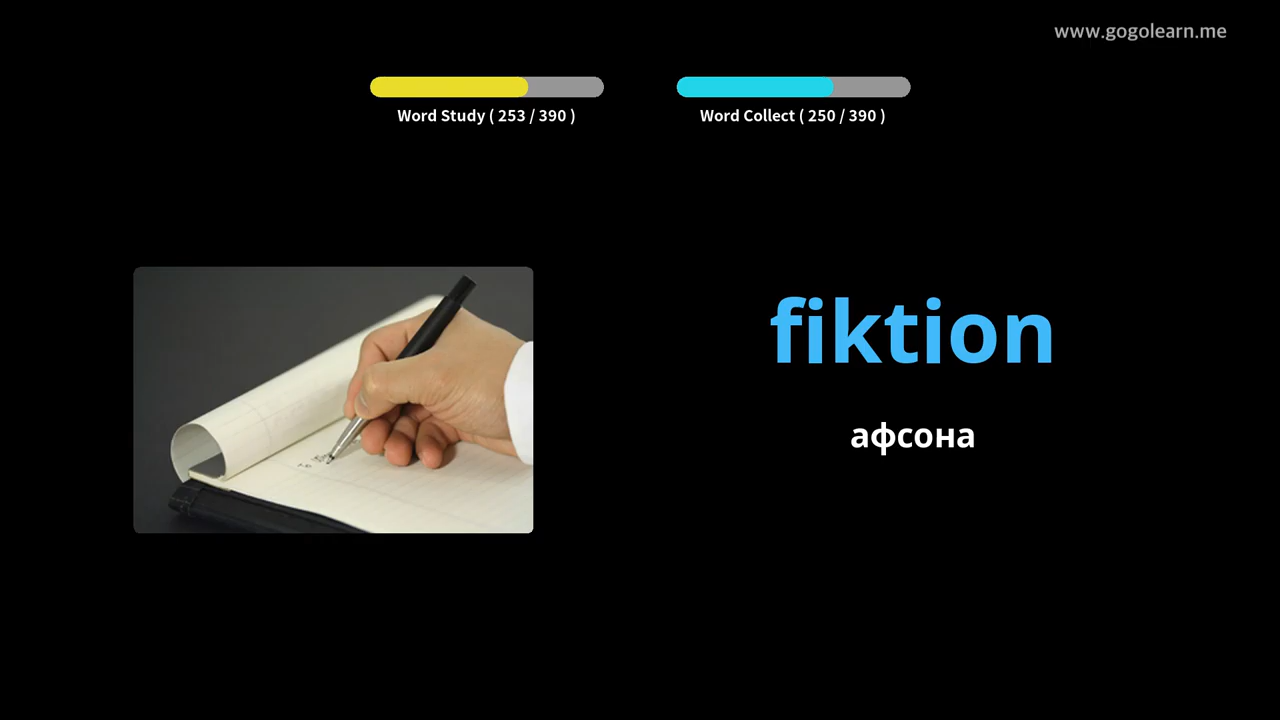 www.gogolearn.me
Word Study ( 253 / 390 )
Word Collect ( 250 / 390 )
fiktion
афсона